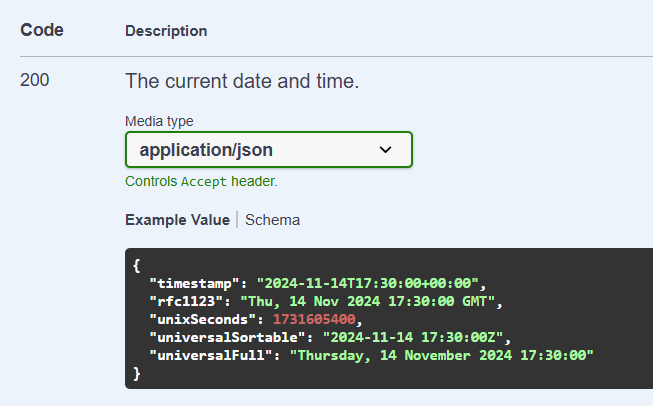 Code Description
200 The current date and time.
Media type
application/json
Controls Accept header.
Example Value | Schema
{
"timestamp": "2024-11-14T17:30:00+00:00",
"rfc1123": "Thu, 14 Nov 2024 17:30:00 GMT",
"unixSeconds": 1731605400,
"universalSortable": "2024-11-14 17:30:00Z",
"universalFull": "Thursday, 14 November 2024 17:30:00"
}